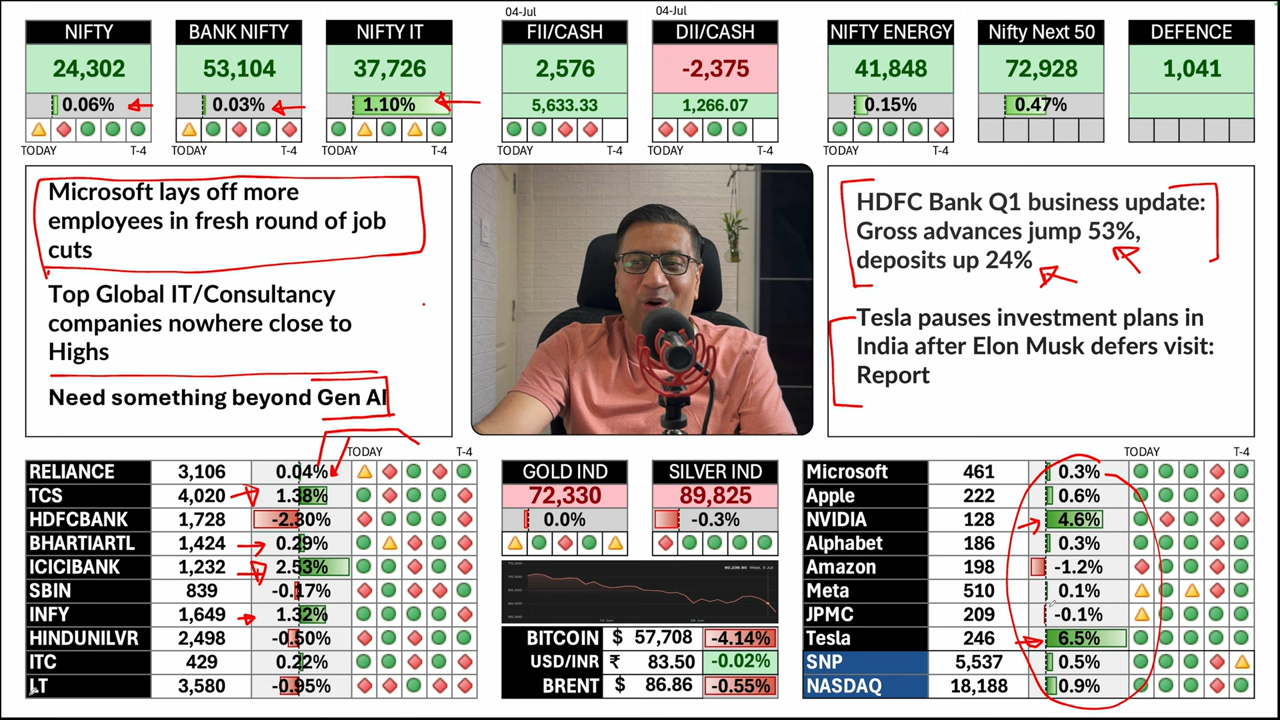 04-Jul
04-Jul
NIFTY
BANK NIFTY
NIFTY IT
FII/CASH
DII/CASH
NIFTY ENERGY
Nifty Next 50
DEFENCE
24,302
53,104
37,726
2,576
-2,375
41,848
72,928
1,041
0.06%
0.03%
1.10%
5,633.33
1,266.07
0.15%
0.47%
TODAY T-4
TODAY T-4
TODAY T-4
TODAY T-4
Microsoft lays off more
employees in fresh round of job
cuts
Top Global IT/Consultancy
companies nowhere close to
Highs
Need something beyond Gen AI
HDFC Bank Q1 business update:
Gross advances jump 53%,
deposits up 24%
Tesla pauses investment plans in
India after Elon Musk defers visit:
Report
TODAY T-4
RELIANCE 3,106 0.04%
TCS 4,020 1.38%
HDFCBANK 1,728 -2.30%
BHARTIARTL 1,424 0.29%
ICICIBANK 1,232 2.53%
SBIN 839 -0.17%
INFY 1,649 1.32%
HINDUNILVR 2,498 -0.50%
ITC 429 0.22%
LT 3,580 -0.95%
GOLD IND
SILVER IND
72,330
89,825
0.0%
-0.3%
BITCOIN $ 57,708 -4.14%
USD/INR ₹ 83.50 -0.02%
BRENT $ 86.86 -0.55%
TODAY T-4
Microsoft 461 0.3%
Apple 222 0.6%
NVIDIA 128 4.6%
Alphabet 186 0.3%
Amazon 198 -1.2%
Meta 510 0.1%
JPMC 209 -0.1%
Tesla 246 6.5%
SNP 5,537 0.5%
NASDAQ 18,188 0.9%